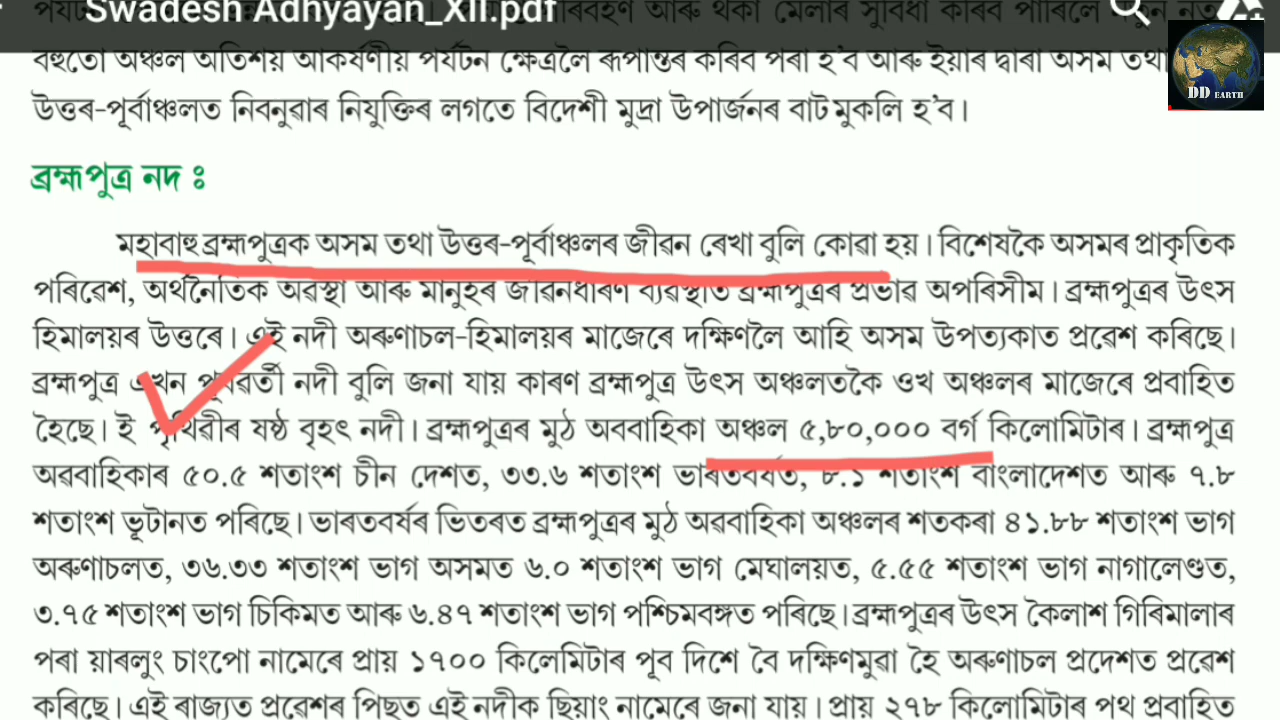 Swadesh Adhyayan_XII.pdf
বহুতো অঞ্চল অতিশয় আকৰ্ষণীয় পৰ্যটন ক্ষেত্ৰলৈ ৰূপান্তৰ কৰিব পৰা হ'ব আৰু ইয়াৰ দ্বাৰা অসম তথা
উত্তৰ-পূৰ্বাঞ্চলত নিবনুৱাৰ নিযুক্তিৰ লগতে বিদেশী মুদ্ৰা উপাৰ্জনৰ বাট মুকলি হ'ব।
DD EARTH
ব্ৰহ্মপুত্ৰ নদ ঃ
মহাবাহু ব্ৰহ্মপুত্ৰক অসম তথা উত্তৰ-পূৰ্বাঞ্চলৰ জীৱন ৰেখা বুলি কোৱা হয়। বিশেষকৈ অসমৰ প্ৰাকৃতিক
পৰিৱেশ, অৰ্থনৈতিক অৱস্থা আৰু মানুহৰ জীৱনধাৰণ ব্যৱস্থাত ব্ৰহ্মপুত্ৰৰ প্ৰভাৱ অপৰিসীম। ব্ৰহ্মপুত্ৰৰ উৎস
হিমালয়ৰ উত্তৰে। এই নদী অৰুণাচল-হিমালয়ৰ মাজেৰে দক্ষিণলৈ আহি অসম উপত্যকাত প্ৰৱেশ কৰিছে।
ব্ৰহ্মপুত্ৰ এখন পূৰ্বৱৰ্তী নদী বুলি জনা যায় কাৰণ ব্ৰহ্মপুত্ৰ উৎস অঞ্চলতকৈ ওখ অঞ্চলৰ মাজেৰে প্ৰবাহিত
হৈছে। ই পৃথিৱীৰ ষষ্ঠ বৃহৎ নদী। ব্ৰহ্মপুত্ৰৰ মুঠ অববাহিকা অঞ্চল ৫,৮০,০০০ বৰ্গ কিলোমিটাৰ। ব্ৰহ্মপুত্ৰ
অৱবাহিকাৰ ৫০.৫ শতাংশ চীন দেশত, ৩৩.৬ শতাংশ ভাৰতবৰ্ষত, ৮.১ শতাংশ বাংলাদেশত আৰু ৭.৮
শতাংশ ভূটানত পৰিছে। ভাৰতবৰ্ষৰ ভিতৰত ব্ৰহ্মপুত্ৰৰ মুঠ অৱবাহিকা অঞ্চলৰ শতকৰা ৪১.৮৮ শতাংশ ভাগ
অৰুণাচলত, ৩৬.৩৩ শতাংশ ভাগ অসমত ৬.০ শতাংশ ভাগ মেঘালয়ত, ৫.৫৫ শতাংশ ভাগ নাগালেণ্ডত,
৩.৭৫ শতাংশ ভাগ চিকিমত আৰু ৬.৪৭ শতাংশ ভাগ পশ্চিমবঙ্গত পৰিছে। ব্ৰহ্মপুত্ৰৰ উৎস কৈলাশ গিৰিমালাৰ
পৰা য়াৰলুং চাংপো নামেৰে প্ৰায় ১৭০০ কিলেমিটাৰ পূব দিশে বৈ দক্ষিণমুৱা হৈ অৰুণাচল প্ৰদেশত প্ৰৱেশ
কৰিছে। এই ৰাজ্যত প্ৰৱেশৰ পিছত এই নদীক ছিয়াং নামেৰে জনা যায়। প্ৰায় ২৭৮ কিলোমিটাৰ পথ প্ৰবাহিত